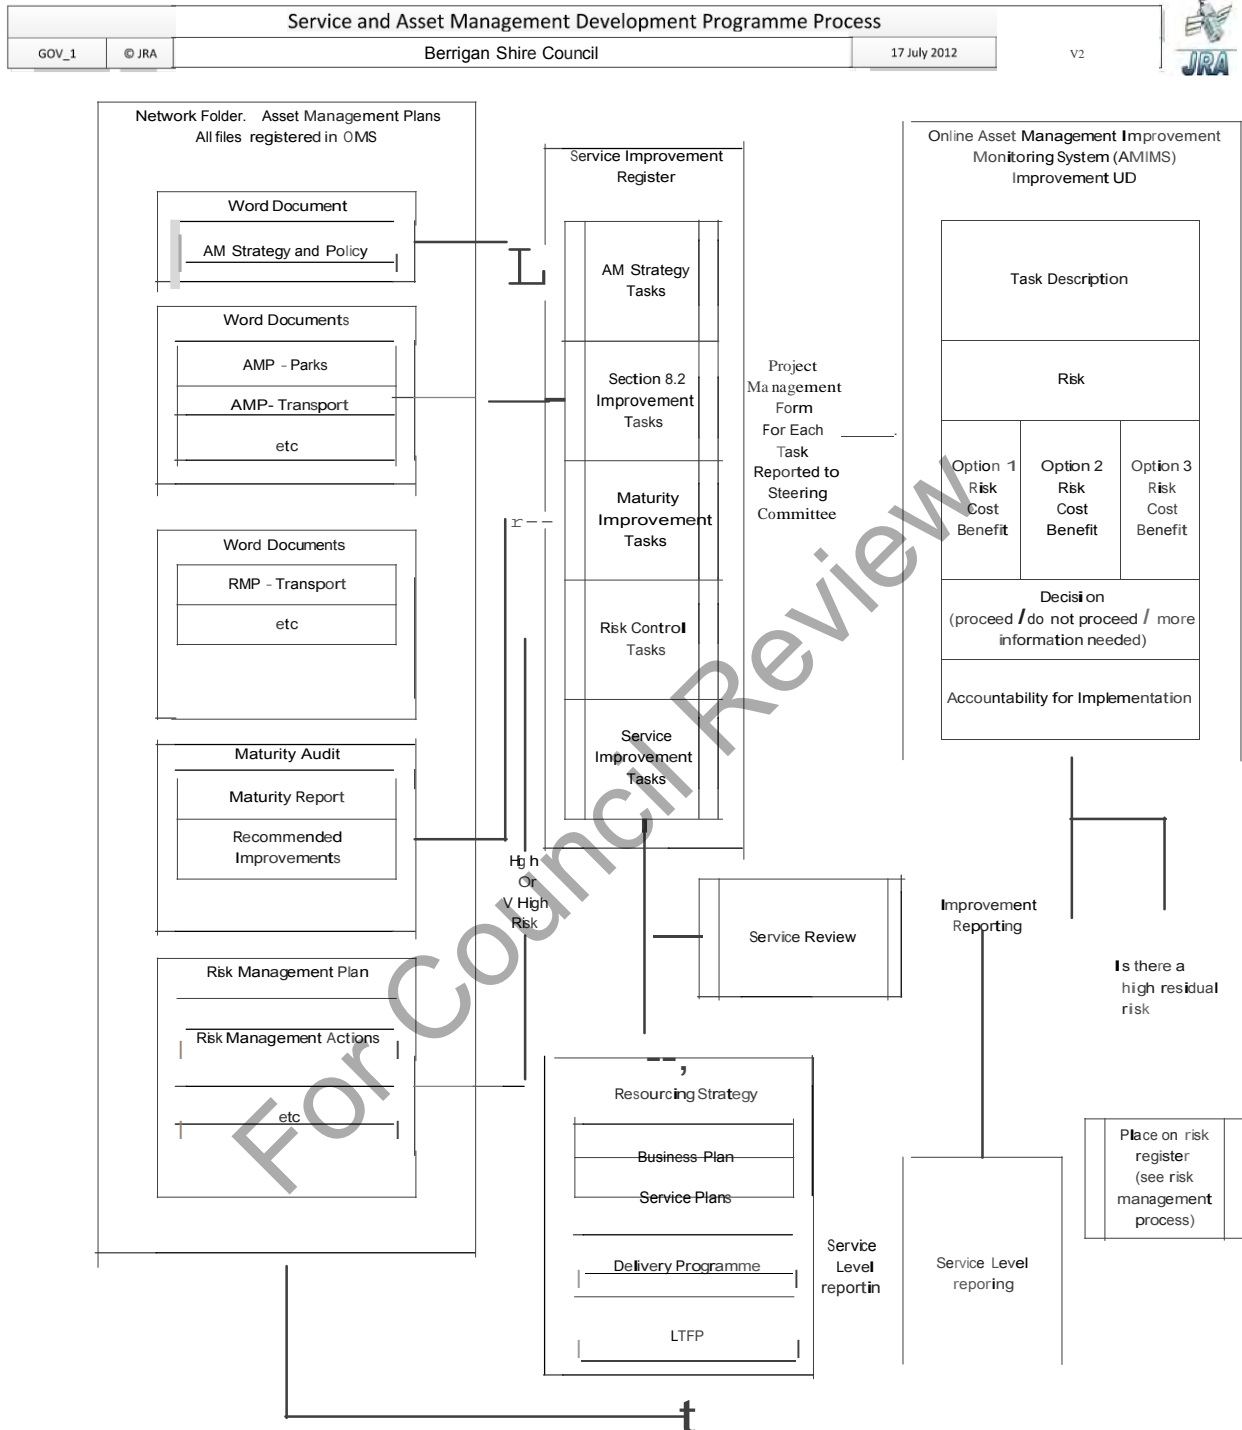 Service and Asset Management Development Programme Process
GOV_1
© JRA
Berrigan Shire Council
17 July 2012
V2
JRA
Network Folder. Asset Management Plans
All files registered in OMS
Word Document
AM Strategy and Policy
Word Documents
AMP - Parks
AMP- Transport
etc
Word Documents
RMP - Transport
etc
Maturity Audit
Maturity Report
Recommended
Improvements
Risk Management Plan
Risk Management Actions
etc
High
Or
V High
Risk
Service Improvement
Register
AM Strategy
Tasks
Section 8.2
Improvement
Tasks
Maturity
Improvement
Tasks
Risk Control
Tasks
Service
Improvement
Tasks
Project
Management
Form
For Each
Task
Reported to
Steering
Committee
Online Asset Management Improvement
Monitoring System (AMIMS)
Improvement UD
Task Description
Risk
Option 1
Risk
Cost
Benefit
Option 2
Risk
Cost
Benefit
Option 3
Risk
Cost
Benefit
Decision
(proceed / do not proceed / more
information needed)
Accountability for Implementation
Service Review
Improvement
Reporting
Is there a
high residual
risk
Resourcing Strategy
Business Plan
Service Plans
Delivery Programme
LTFP
Service
Level
reportin
Service Level
reporing
Place on risk
register
(see risk
management
process)
For Council Review